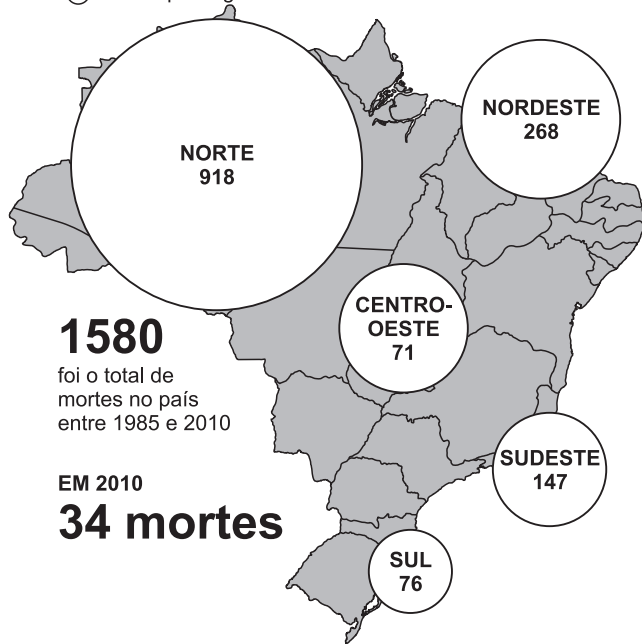 NORTE
918
NORDESTE
268
CENTRO-
OESTE
71
1580
foi o total de
mortes no país
entre 1985 e 2010
SUDESTE
147
EM 2010
34 mortes
SUL
76